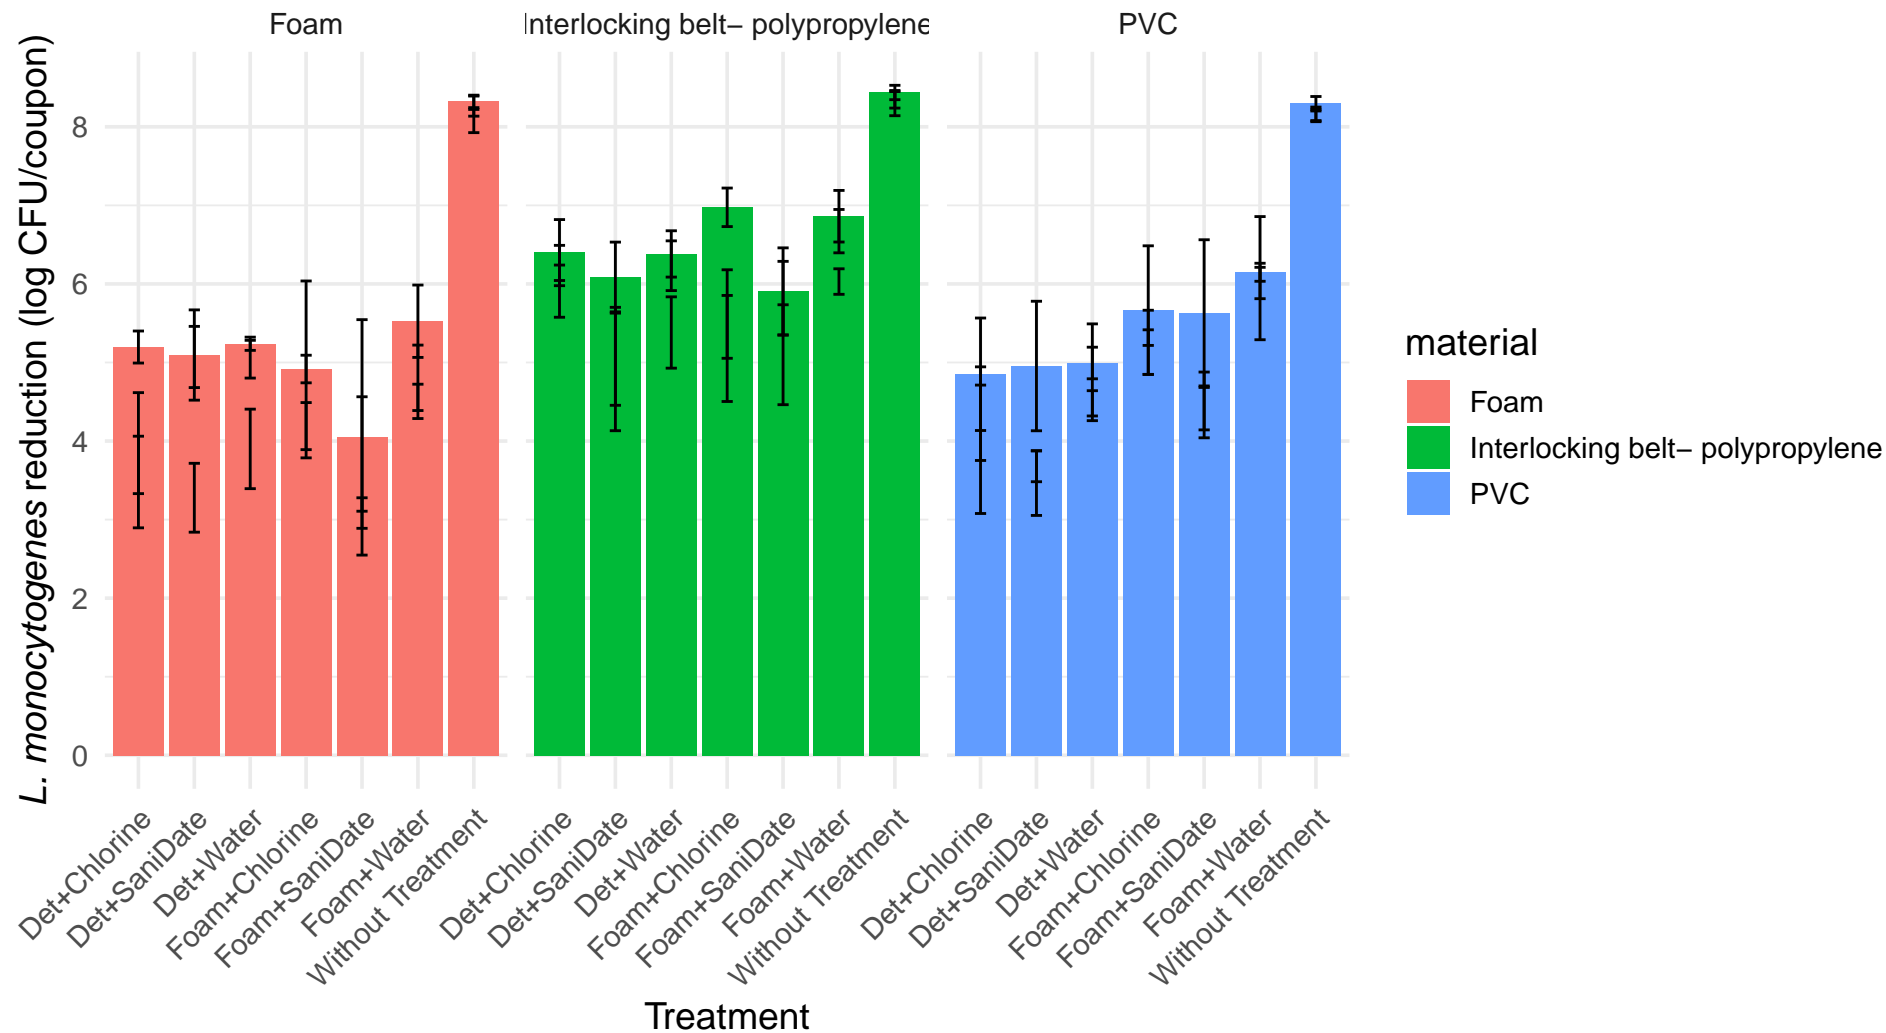 Foam
Interlocking belt– polypropylene
PVC
L. monocytogenes reduction (log CFU/coupon)
8
6
4
2
0
Det+Chlorine
Det+SaniDate
Det+Water
Foam+Chlorine
Foam+SaniDate
Foam+Water
Without Treatment
Det+Chlorine
Det+SaniDate
Det+Water
Foam+Chlorine
Foam+SaniDate
Foam+Water
Without Treatment
Det+Chlorine
Det+SaniDate
Det+Water
Foam+Chlorine
Foam+SaniDate
Foam+Water
Without Treatment
Treatment
material
Foam
Interlocking belt– polypropylene
PVC